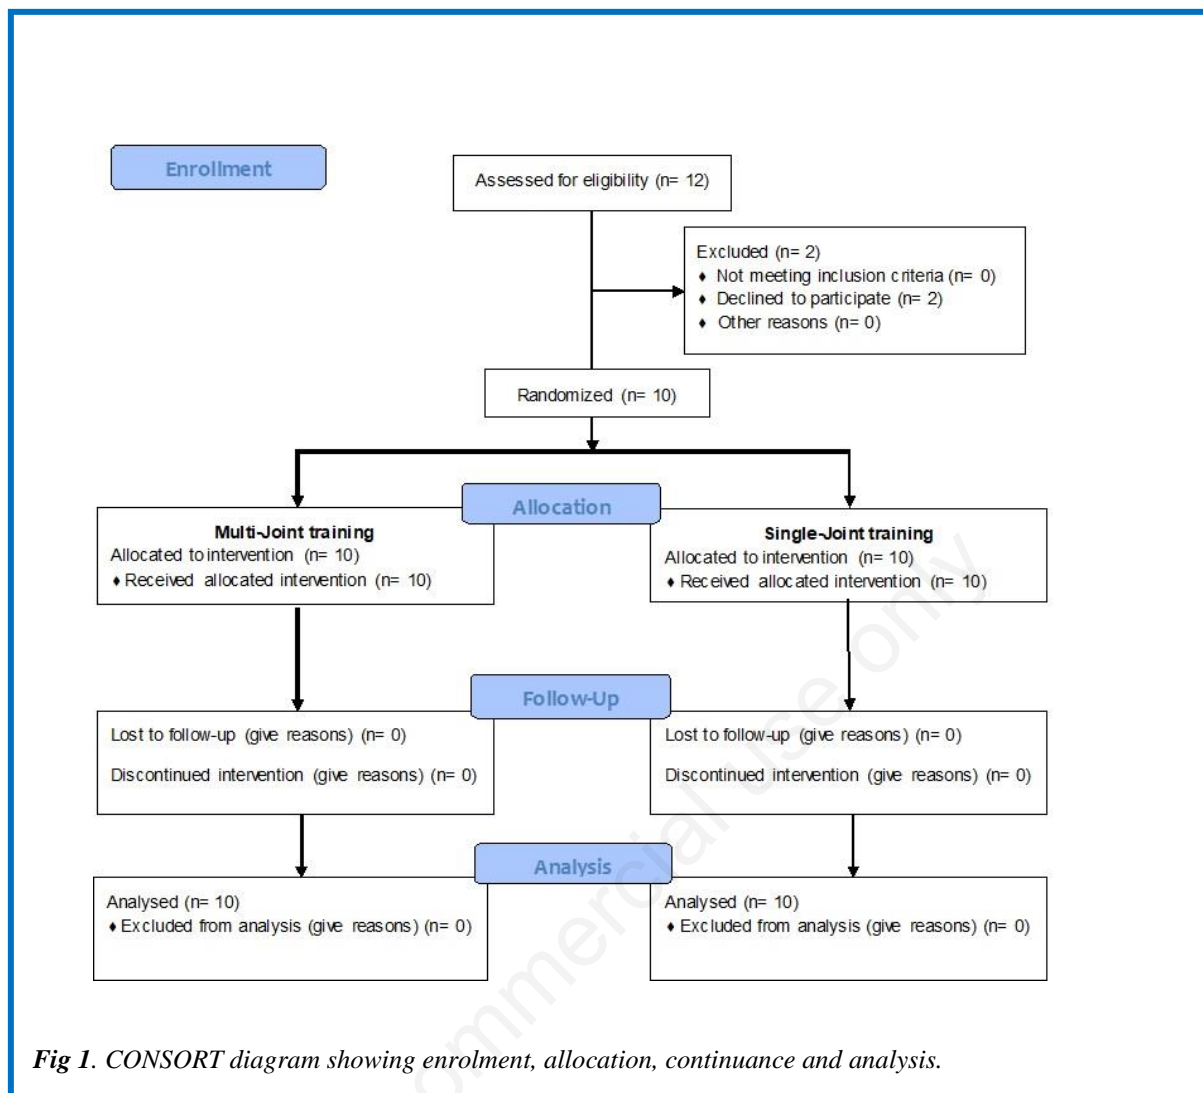 Enrollment
Assessed for eligibility (n= 12)
Excluded (n= 2)
♦ Not meeting inclusion criteria (n= 0)
♦ Declined to participate (n= 2)
♦ Other reasons (n= 0)
Randomized (n= 10)
Allocation
Multi-Joint training
Allocated to intervention (n= 10)
♦ Received allocated intervention (n= 10)
Single-Joint training
Allocated to intervention (n= 10)
♦ Received allocated intervention (n= 10)
Follow-Up
Lost to follow-up (give reasons) (n= 0)
Discontinued intervention (give reasons) (n= 0)
Lost to follow-up (give reasons) (n= 0)
Discontinued intervention (give reasons) (n= 0)
Analysis
Analysed (n= 10)
♦ Excluded from analysis (give reasons) (n= 0)
Analysed (n= 10)
♦ Excluded from analysis (give reasons) (n= 0)
ommercial use only
Fig 1. CONSORT diagram showing enrolment, allocation, continuance and analysis.